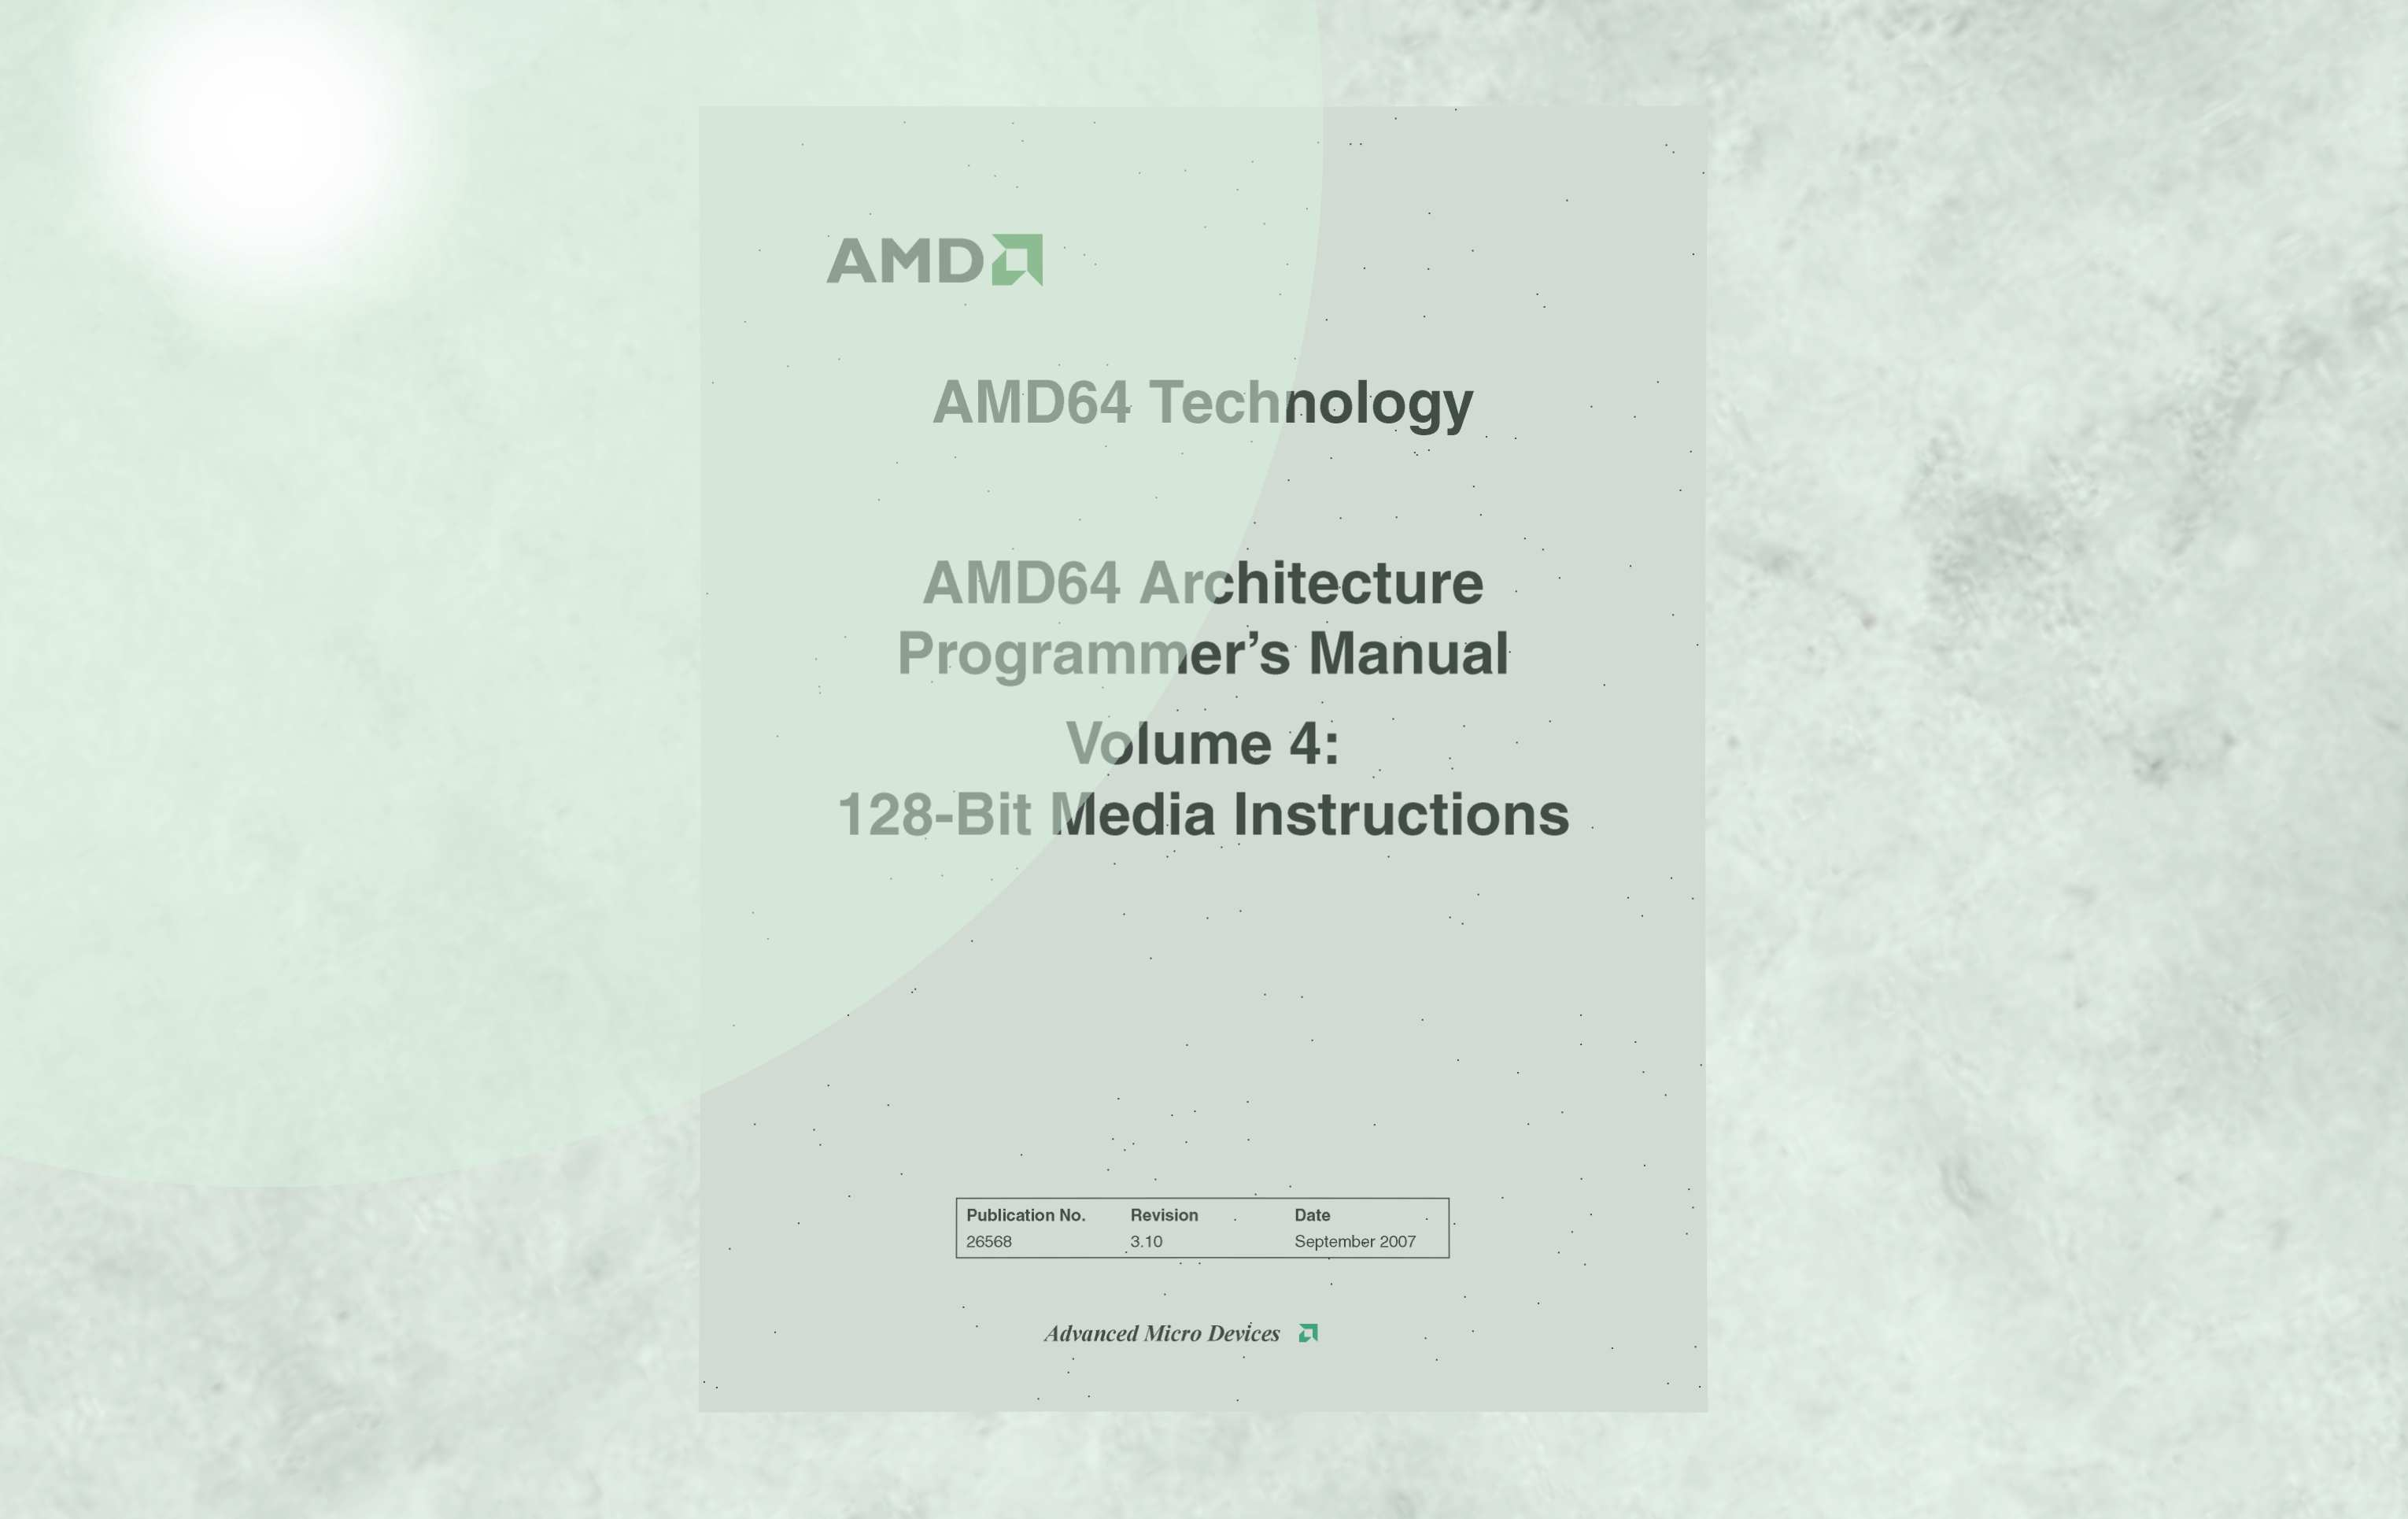 AMD
AMD64 Technology
AMD64 Architecture
Programmer’s Manual
Volume 4:
128-Bit Media Instructions
Publication No. Revision Date
26568 3.10 September 2007
Advanced Micro Devices